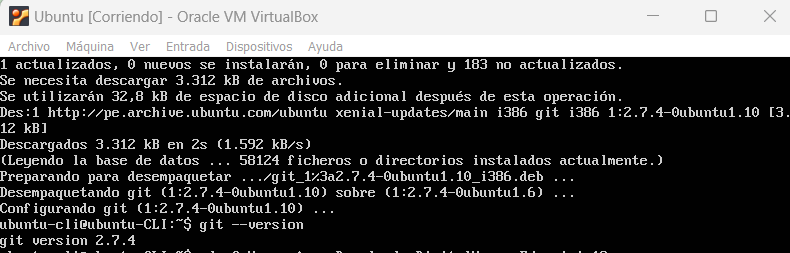 Ubuntu [Corriendo] - Oracle VM VirtualBox
Archivo Máquina Ver Entrada Dispositivos Ayuda
1 actualizados, 0 nuevos se instalarán, 0 para eliminar y 183 no actualizados.
Se necesita descargar 3.312 kB de archivos.
Se utilizarán 32,8 kB de espacio de disco adicional después de esta operación.
Des:1 http://pe.archive.ubuntu.com/ubuntu xenial-updates/main i386 git i386 1:2.7.4-0ubuntu1.10 [3.3
12 kB]
Descargados 3.312 kB en 2s (1.592 kB/s)
(Leyendo la base de datos ... 58124 ficheros o directorios instalados actualmente.)
Preparando para desempaquetar .../git_1%3a2.7.4-0ubuntu1.10_i386.deb ...
Desempaquetando git (1:2.7.4-0ubuntu1.10) sobre (1:2.7.4-0ubuntu1.6) ...
Configurando git (1:2.7.4-0ubuntu1.10) ...
ubuntu-cli@ubuntu-CLI:~$ git --version
git version 2.7.4